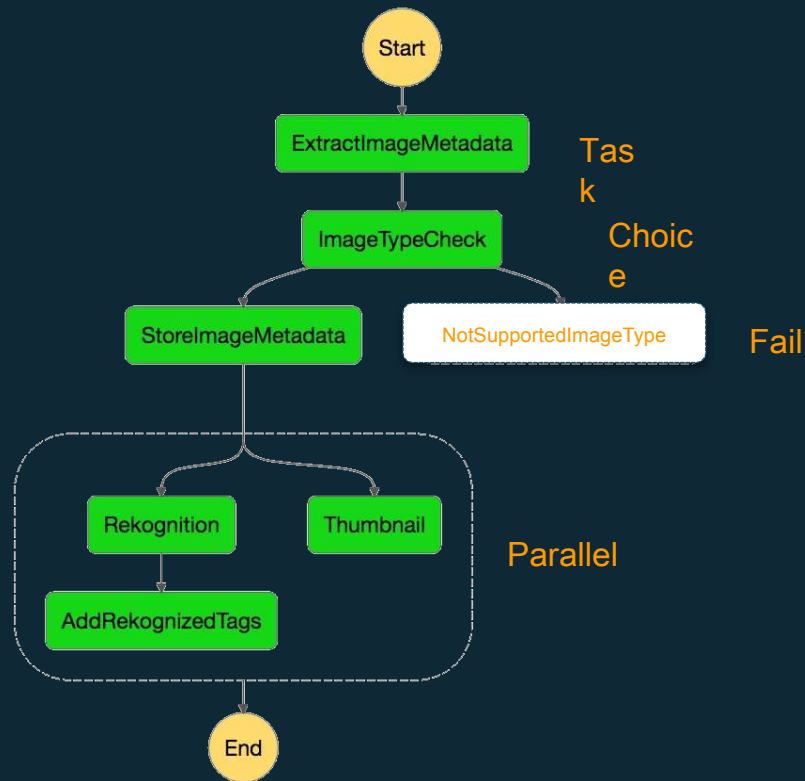 Start
ExtractImageMetadata
Tas
k
ImageTypeCheck
Choic
e
StoreImageMetadata
NotSupportedImageType
Fail
Rekognition
Thumbnail
Parallel
AddRekognizedTags
End